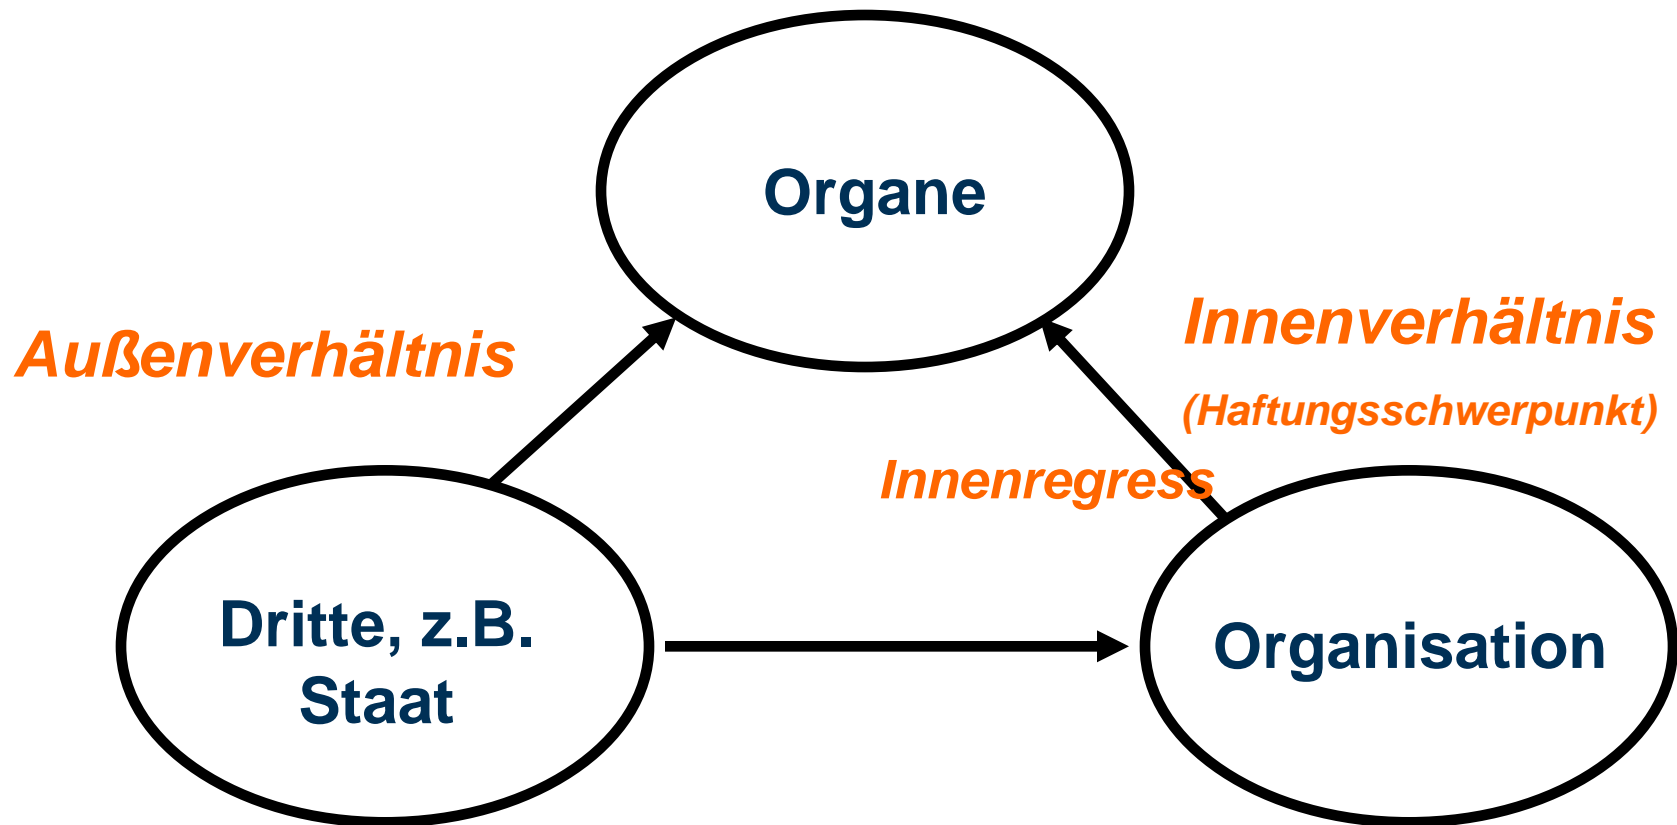 Organe
Außenverhältnis
Innenverhältnis
(Haftungsschwerpunkt)
Innenregress
Dritte, z.B.
Staat
Organisation